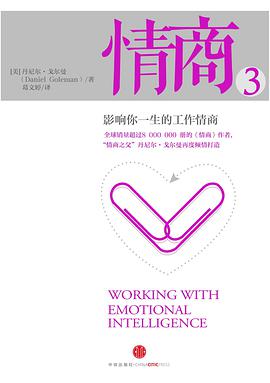 [美]丹尼尔·戈尔曼
(Daniel Goleman)/著
葛文婷/译
情商
3
影响你一生的工作情商
全球销量超过8 000 000 册的《情商》作者,
“情商之父”丹尼尔·戈尔曼再度倾情打造
WORKING WITH
EMOTIONAL
INTELLIGENCE
中信出版社·CHINACITICPRESS